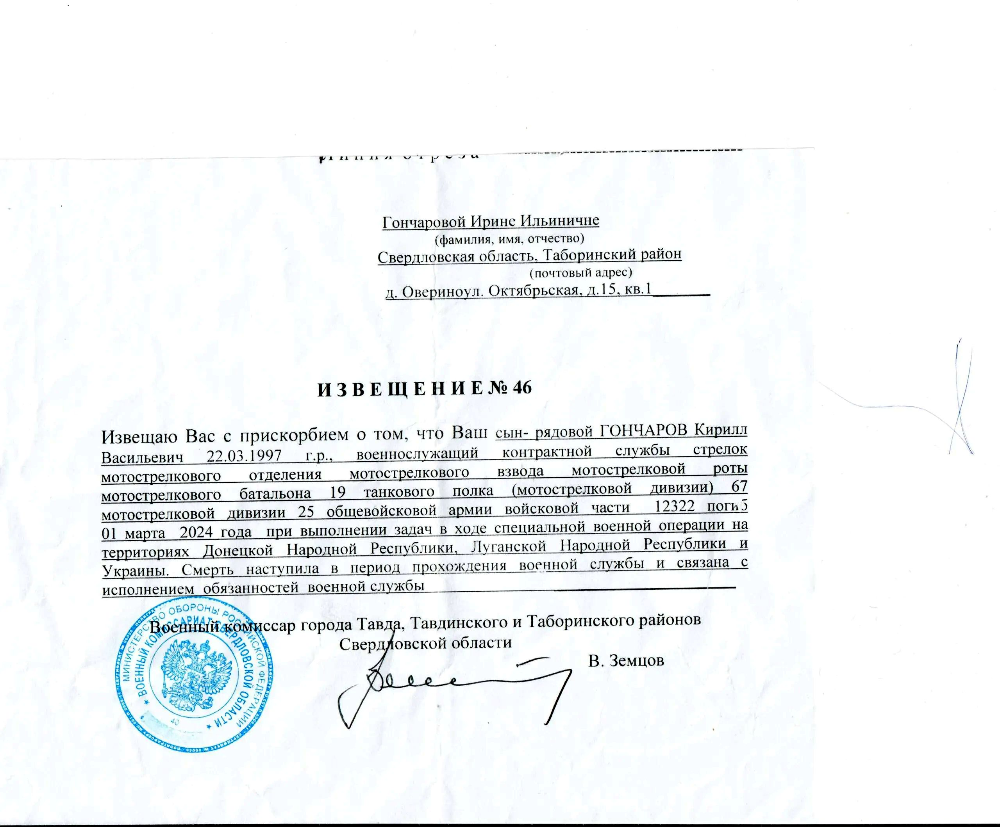 линия отреза
Гончаровой Ирине Ильиничне
(фамилия, имя, отчество)
Свердловская область, Таборинский район
(почтовый адрес)
д. Овериноул. Октябрьская, д.15, кв.1
И З В Е Щ Е Н И Е № 46
Извещаю Вас с прискорбием о том, что Ваш сын- рядовой ГОНЧАРОВ Кирилл
Васильевич 22.03.1997 г.р., военнослужащий контрактной службы стрелок
мотострелкового отделения мотострелкового взвода мотострелковой роты
мотострелкового батальона 19 танкового полка (мотострелковой дивизии) 67
мотострелковой дивизии 25 общевойсковой армии войсковой части 12322 погиб
01 марта 2024 года при выполнении задач в ходе специальной военной операции на
территориях Донецкой Народной Республики, Луганской Народной Республики и
Украины. Смерть наступила в период прохождения военной службы и связана с
исполнением обязанностей военной службы
Военный комиссар города Тавда, Тавдинского и Таборинского районов
Свердловской области
В. Земцов
МИНИСТЕРСТВО ОБОРОНЫ РОССИЙСКОЙ ФЕДЕРАЦИИ
★ ВОЕННЫЙ КОМИССАРИАТ СВЕРДЛОВСКОЙ ОБЛАСТИ ★
40